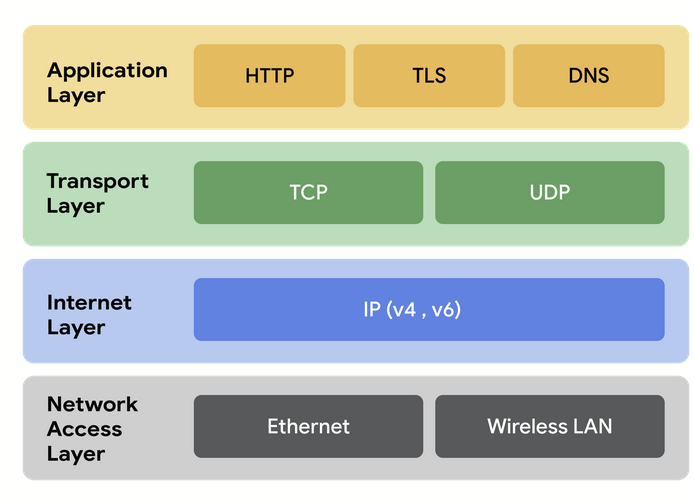 Application
Layer
HTTP
TLS
DNS
Transport
Layer
TCP
UDP
Internet
Layer
IP (v4 , v6)
Network
Access
Layer
Ethernet
Wireless LAN